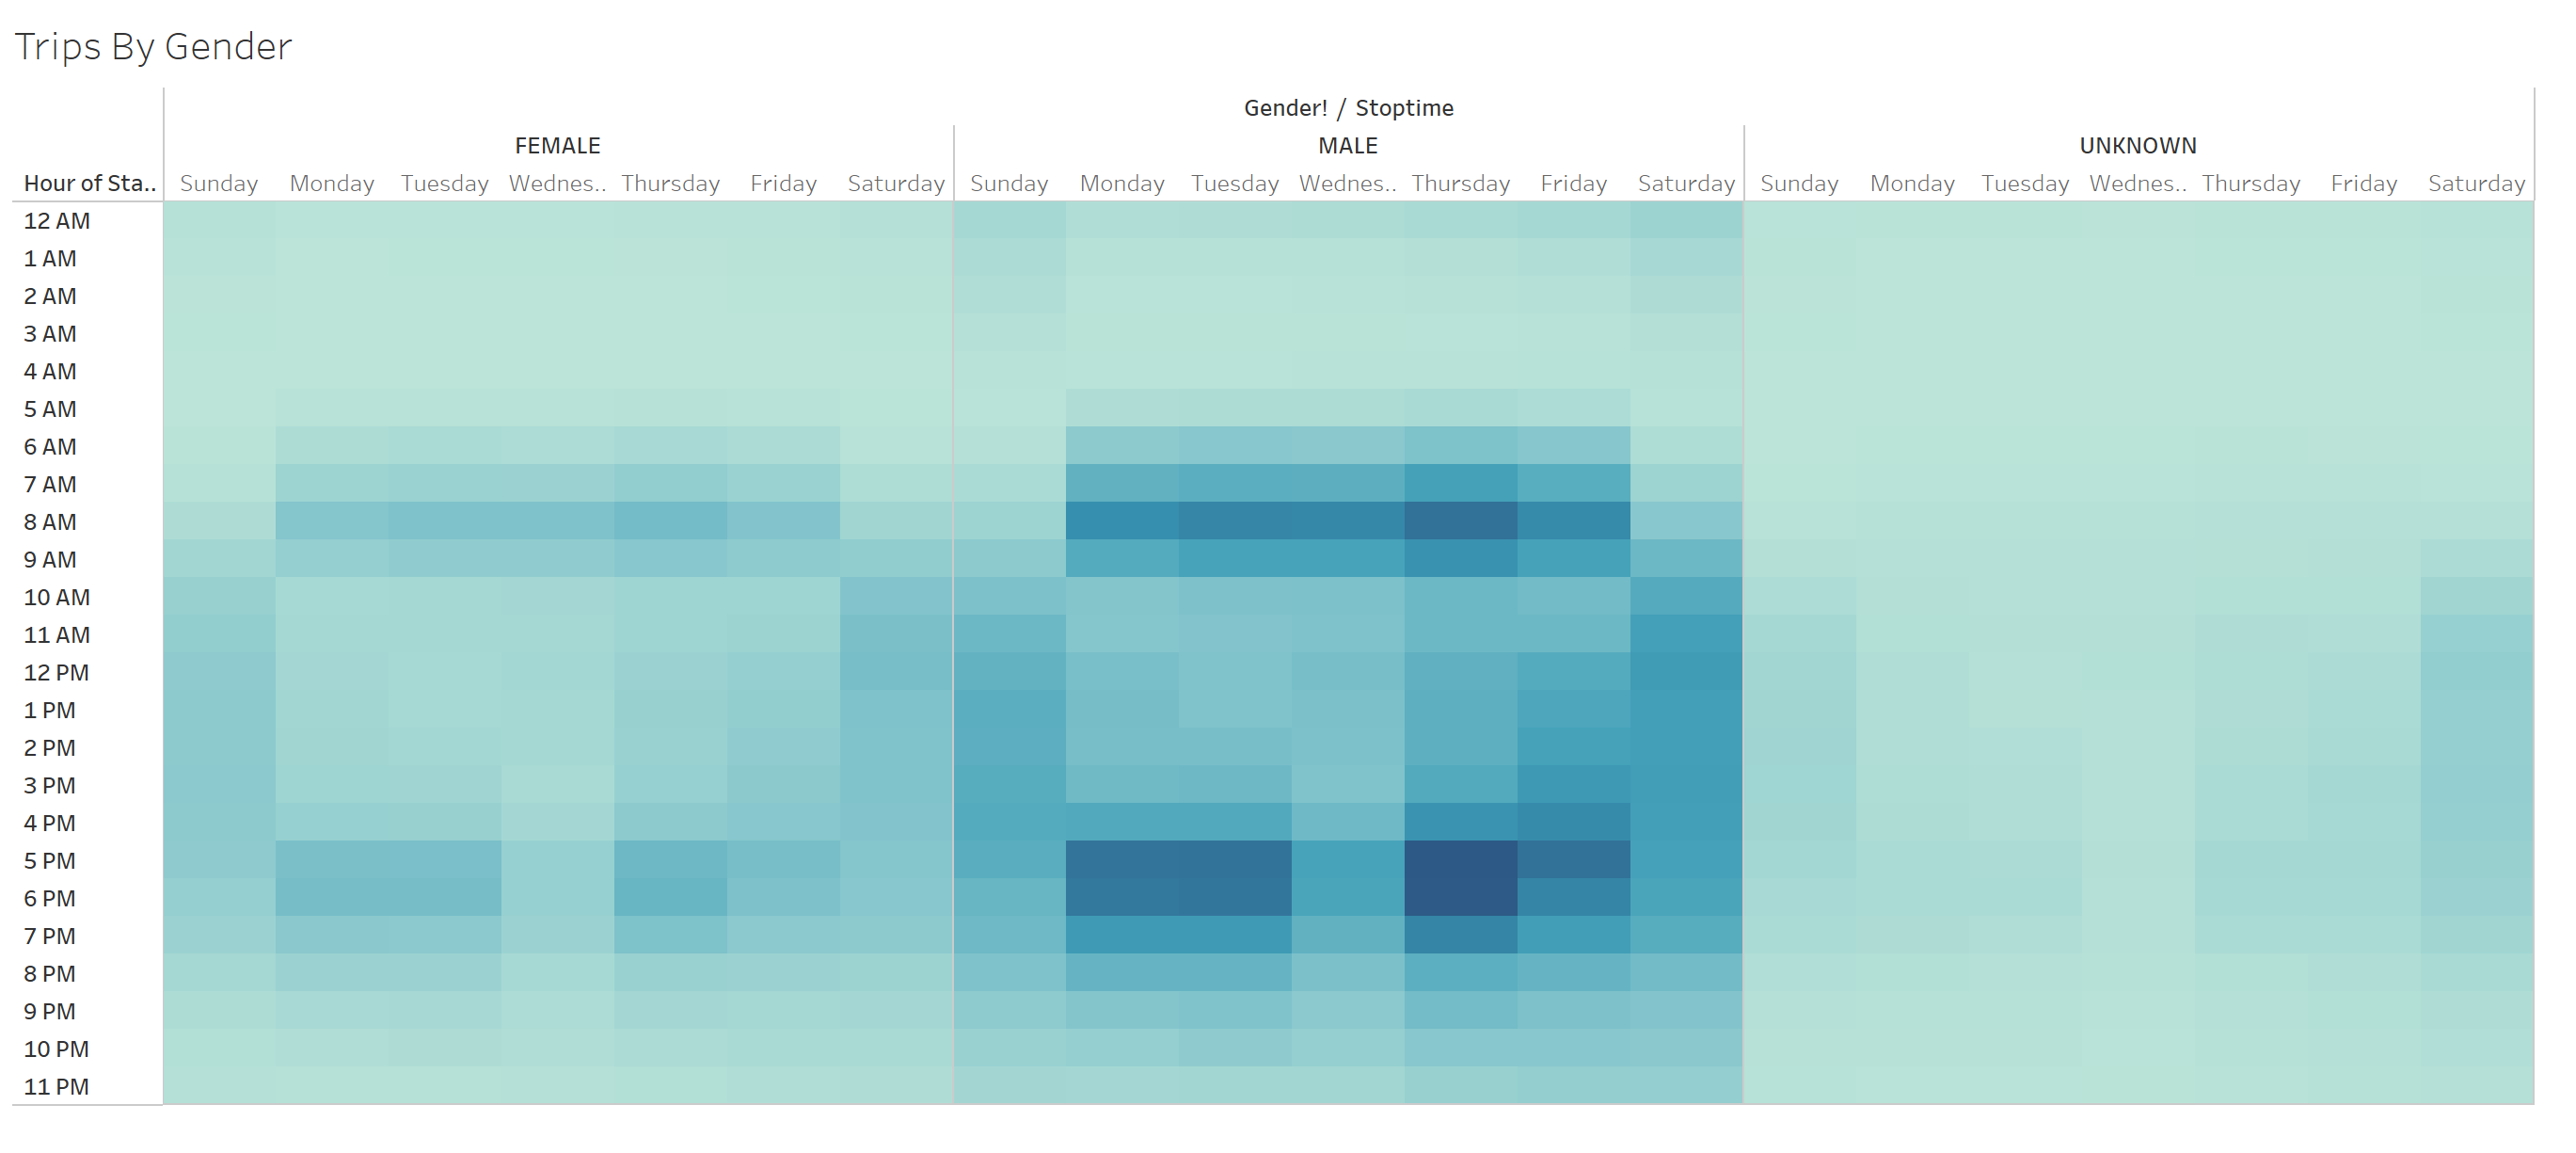 Trips By Gender
Gender! / Stoptime
FEMALE MALE UNKNOWN
Hour of Sta.. Sunday Monday Tuesday Wednes.. Thursday Friday Saturday Sunday Monday Tuesday Wednes.. Thursday Friday Saturday Sunday Monday Tuesday Wednes.. Thursday Friday Saturday
12 AM
1 AM
2 AM
3 AM
4 AM
5 AM
6 AM
7 AM
8 AM
9 AM
10 AM
11 AM
12 PM
1 PM
2 PM
3 PM
4 PM
5 PM
6 PM
7 PM
8 PM
9 PM
10 PM
11 PM